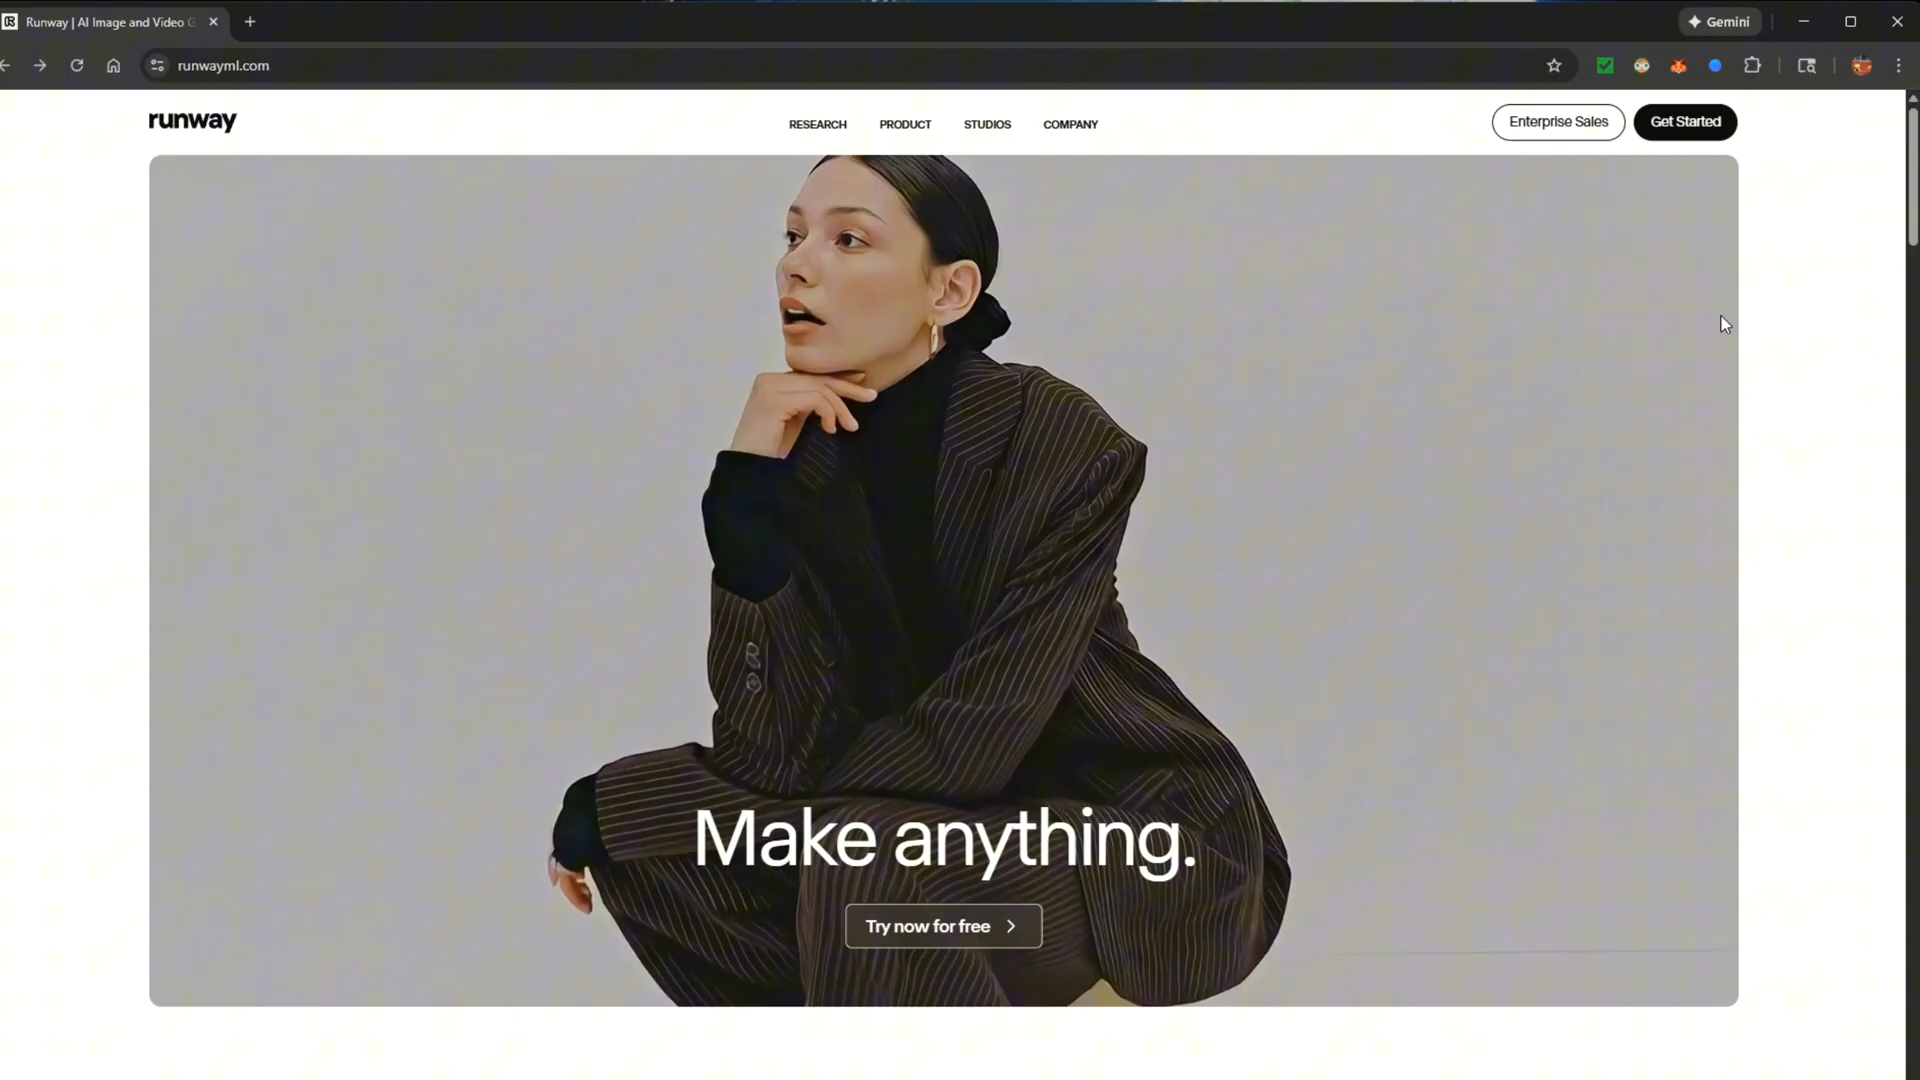 Runway | AI Image and Video G
Gemini
runwayml.com
runway
RESEARCH
PRODUCT
STUDIOS
COMPANY
Enterprise Sales
Get Started
Make anything.
Try now for free